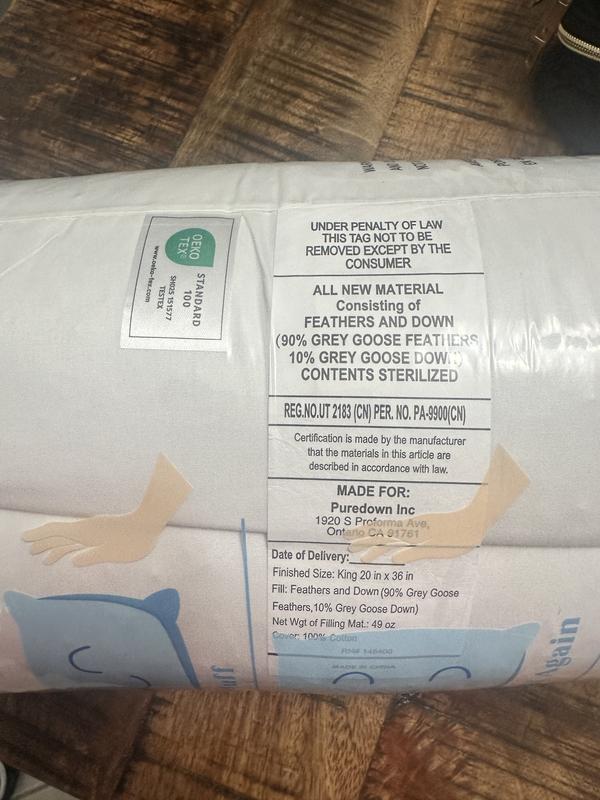 OEKO
TEX®
STANDARD
100
SH025 151577
TESTEX
www.oeko-tex.com
UNDER PENALTY OF LAW
THIS TAG NOT TO BE
REMOVED EXCEPT BY THE
CONSUMER
ALL NEW MATERIAL
Consisting of
FEATHERS AND DOWN
(90% GREY GOOSE FEATHERS
10% GREY GOOSE DOWN)
CONTENTS STERILIZED
REG.NO.UT 2183 (CN) PER. NO. PA-9900(CN)
Certification is made by the manufacturer
that the materials in this article are
described in accordance with law.
MADE FOR:
Puredown Inc
1920 S Proforma Ave,
Ontario CA 91761
Date of Delivery:
Finished Size: King 20 in x 36 in
Fill: Feathers and Down (90% Grey Goose
Feathers,10% Grey Goose Down)
Net Wgt of Filling Mat.: 49 oz
Cover: 100% Cotton
RN# 146400
MADE IN CHINA
Again